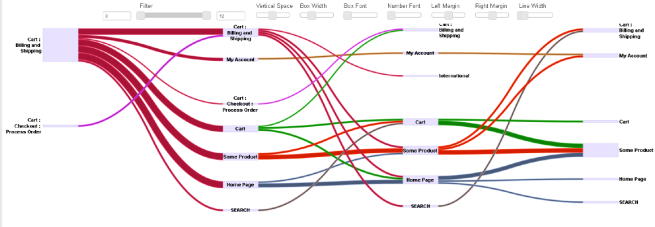 Filter
Vertical Space
Box Width
Box Font
Number Font
Left Margin
Right Margin
Line Width
12
Cart :
Billing and
Shipping
Cart :
Checkout :
Process Order
Cart :
Billing and
Shipping
My Account
Cart :
Checkout :
Process Order
Cart
Some Product
Home Page
SEARCH
Cart :
Billing and
Shipping
My Account
International
Cart
Some Product
Home Page
SEARCH
Cart :
Billing and
Shipping
My Account
Cart
Some Product
Home Page
SEARCH